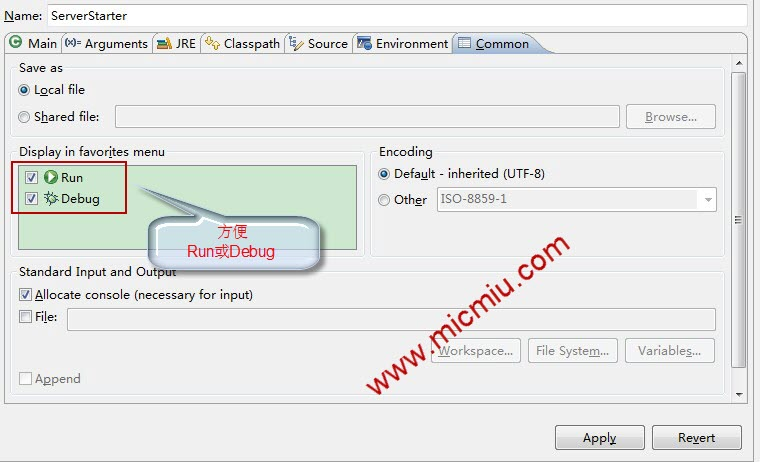 Name: ServerStarter
Main (x)= Arguments JRE Classpath Source Environment Common
Save as
Local file
Shared file: Browse...
Display in favorites menu Encoding
Run Default - inherited (UTF-8)
Debug Other ISO-8859-1
方便
Run或Debug
Standard Input and Output
Allocate console (necessary for input)
File:
Workspace... File System... Variables...
Append
www.micmiu.com
Apply Revert